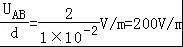 U_AB/d = 2/(1×10⁻²) V/m=200V/m